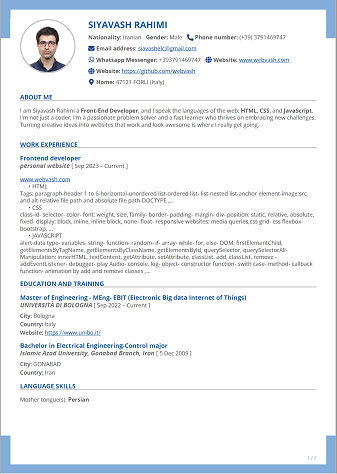 SIYAVASH RAHIMI
Nationality: Iranian Gender: Male Phone number: (+39) 3791469747
Email address: siavashelc@gmail.com
Whatsapp Messenger: +393791469747 Website: www.webvash.com
Website: https://github.com/webvash
Home: 47121 FORLI (Italy)
ABOUT ME
I am Siyavash Rahimi a Front-End Developer, and I speak the languages of the web: HTML, CSS, and JavaScript.
I'm not just a coder; I'm a passionate problem solver and a fast learner who thrives on embracing new challenges.
Turning creative ideas into websites that work and look awesome is where I really get going.
WORK EXPERIENCE
Frontend developer
personal website [ Sep 2023 – Current ]
www.webvash.com
• HTML
Tags: paragraph-header 1 to 6-horizontal-unordered list-ordered list- list-nested list-anchor element-image:src
and alt-relative file path and absolute file path-DOCTYPE ,...
• CSS
class-id- selector- color- font: weight, size, family- border- padding- margin- div- position: static, relative, absolute,
fixed- display: block, inline, inline block, none- float- responsive websites: media queries,css grid- css flexbox-
bootstrap, ...
• JAVASCRIPT
alert-data type- variables- string- function- random- if- array- while- for, else- DOM: firstElementChild,
getElementsByTagName, getElementsByClassName, getElementsById, querySelector, querySelectorAll-
Manipulation: innerHTML, textContent, getAttribute, setAttribute, classList. add, classList, remove -
addEventListener- debugger- play Audio- console. log- object- constructor function- swith case- method- callback
function- animation by add and remove classes ,...
EDUCATION AND TRAINING
Master of Engineering - MEng- EBIT (Electronic Big data Internet of Things)
UNIVERSITÀ DI BOLOGNA [ Sep 2022 – Current ]
City: Bologna
Country: Italy
Website: https://www.unibo.it/
Bachelor in Electrical Engineering-Control major
Islamic Azad University, Gonabad Branch, Iran [ 5 Dec 2009 ]
City: GONABAD
Country: Iran
LANGUAGE SKILLS
Mother tongue(s): Persian
1 / 2